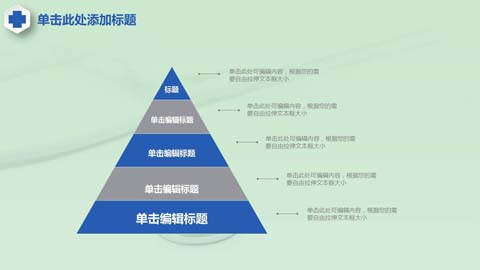 单击此处添加标题
标题
单击此处可编辑内容，根据您的需
要自由拉伸文本框大小
单击编辑标题
单击此处可编辑内容，根据您的需
要自由拉伸文本框大小
单击编辑标题
单击此处可编辑内容，根据您的需
要自由拉伸文本框大小
单击编辑标题
单击此处可编辑内容，根据您的需
要自由拉伸文本框大小
单击编辑标题
单击此处可编辑内容，根据您的需
要自由拉伸文本框大小